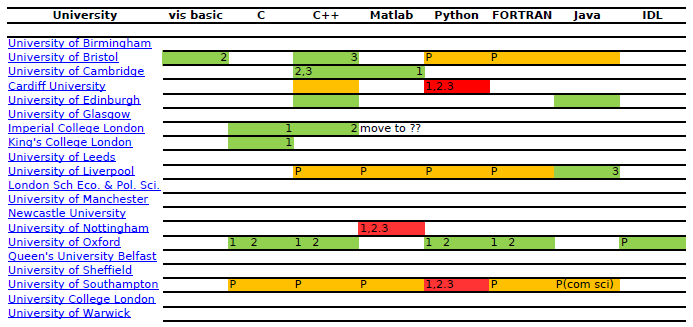 University vis basic C C++ Matlab Python FORTRAN Java IDL
University of Birmingham
University of Bristol 2 3 P P
University of Cambridge 2,3 1
Cardiff University 1,2.3
University of Edinburgh
University of Glasgow
Imperial College London 1 2 move to ??
King's College London 1
University of Leeds
University of Liverpool P P P P 3
London Sch Eco. & Pol. Sci.
University of Manchester
Newcastle University
University of Nottingham 1,2.3
University of Oxford 1 2 1 2 1 2 1 2 P
Queen's University Belfast
University of Sheffield
University of Southampton P P P 1,2.3 P P(com sci)
University College London
University of Warwick